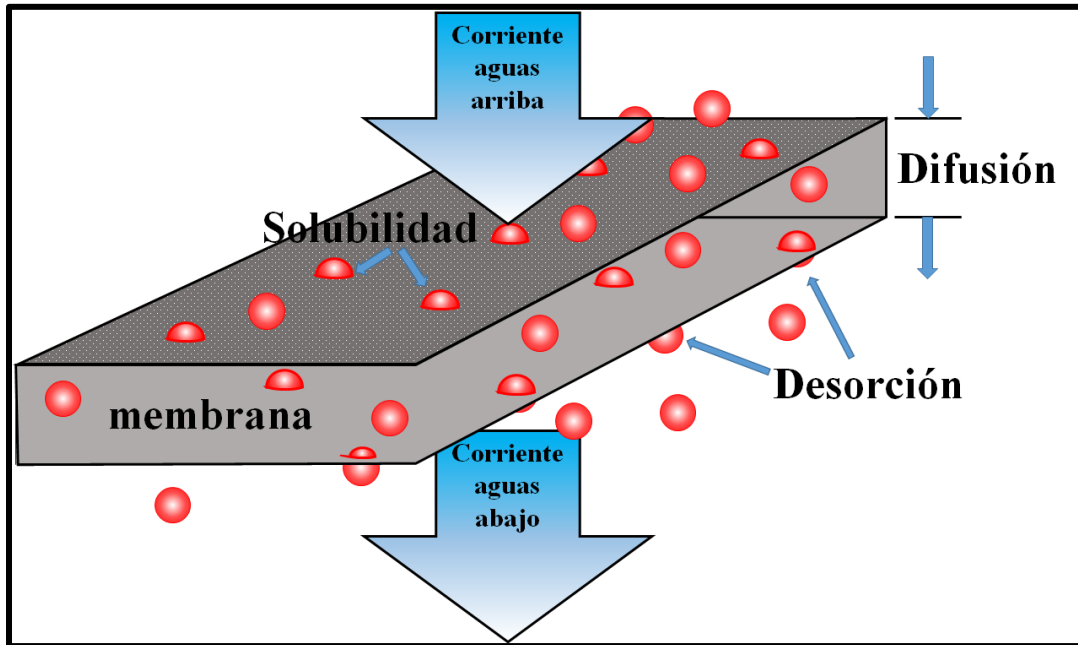 Corriente
aguas
arriba
Difusión
Solubilidad
Desorción
membrana
Corriente
aguas
abajo